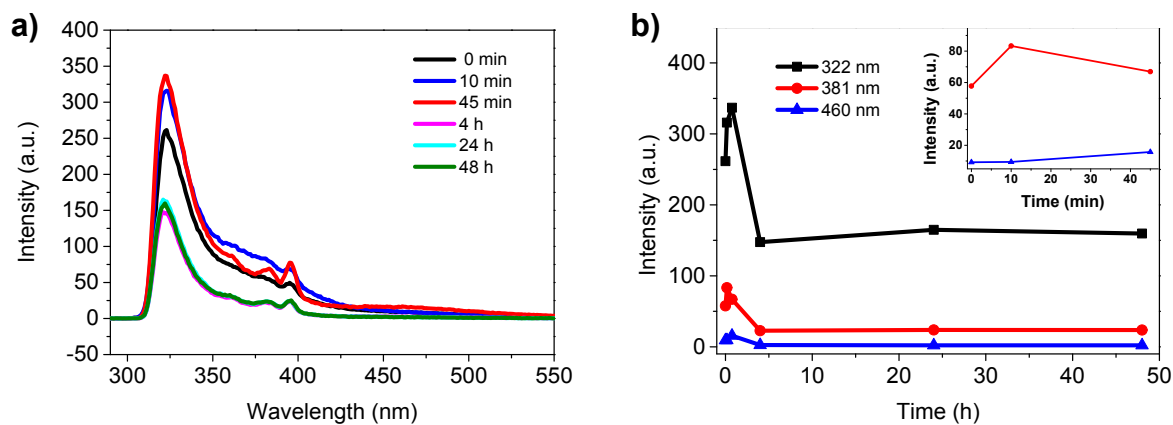 a)
400
350
300
250
200
150
100
50
0
-50
Intensity (a.u.)
300 350 400 450 500 550
Wavelength (nm)
0 min
10 min
45 min
4 h
24 h
48 h
b)
400
300
200
100
0
Intensity (a.u.)
0 10 20 30 40 50
Time (h)
322 nm
381 nm
460 nm
80
60
40
20
Intensity (a.u.)
0 10 20 30 40
Time (min)